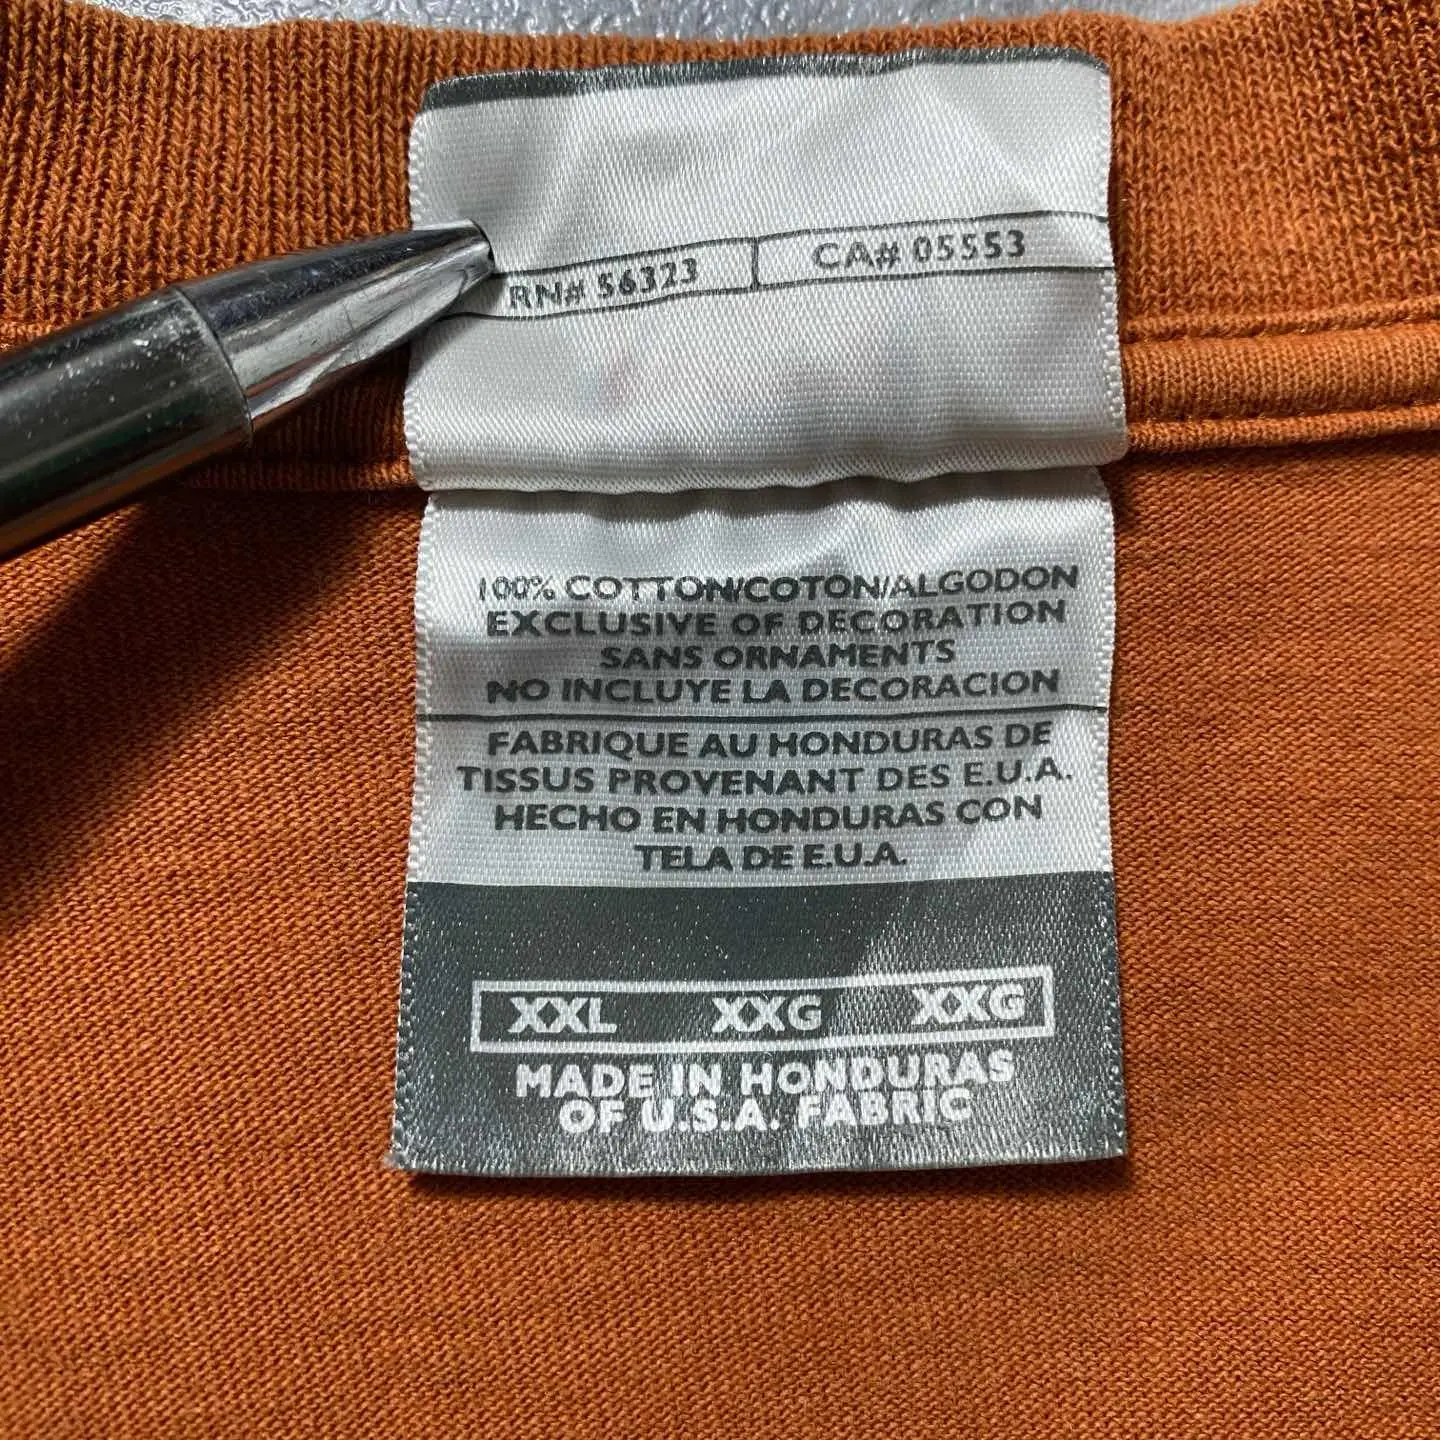 RN# 56323 CA# 05553
100% COTTON/COTON/ALGODON
EXCLUSIVE OF DECORATION
SANS ORNAMENTS
NO INCLUYE LA DECORACION
FABRIQUE AU HONDURAS DE
TISSUS PROVENANT DES E.U.A.
HECHO EN HONDURAS CON
TELA DE E.U.A.
XXL XXG XXG
MADE IN HONDURAS
OF U.S.A. FABRIC